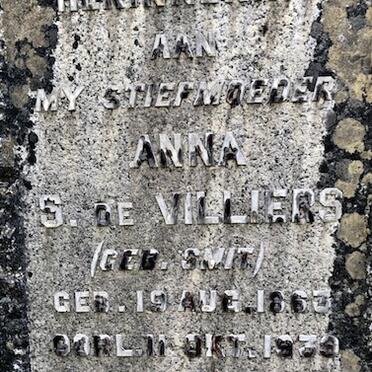 AAN
MY STIEFMOEDER
ANNA
S. DE VILLIERS
(GEB. SMIT)
GEB. 19 AUG. 1863
OORL. 11 OKT. 1939